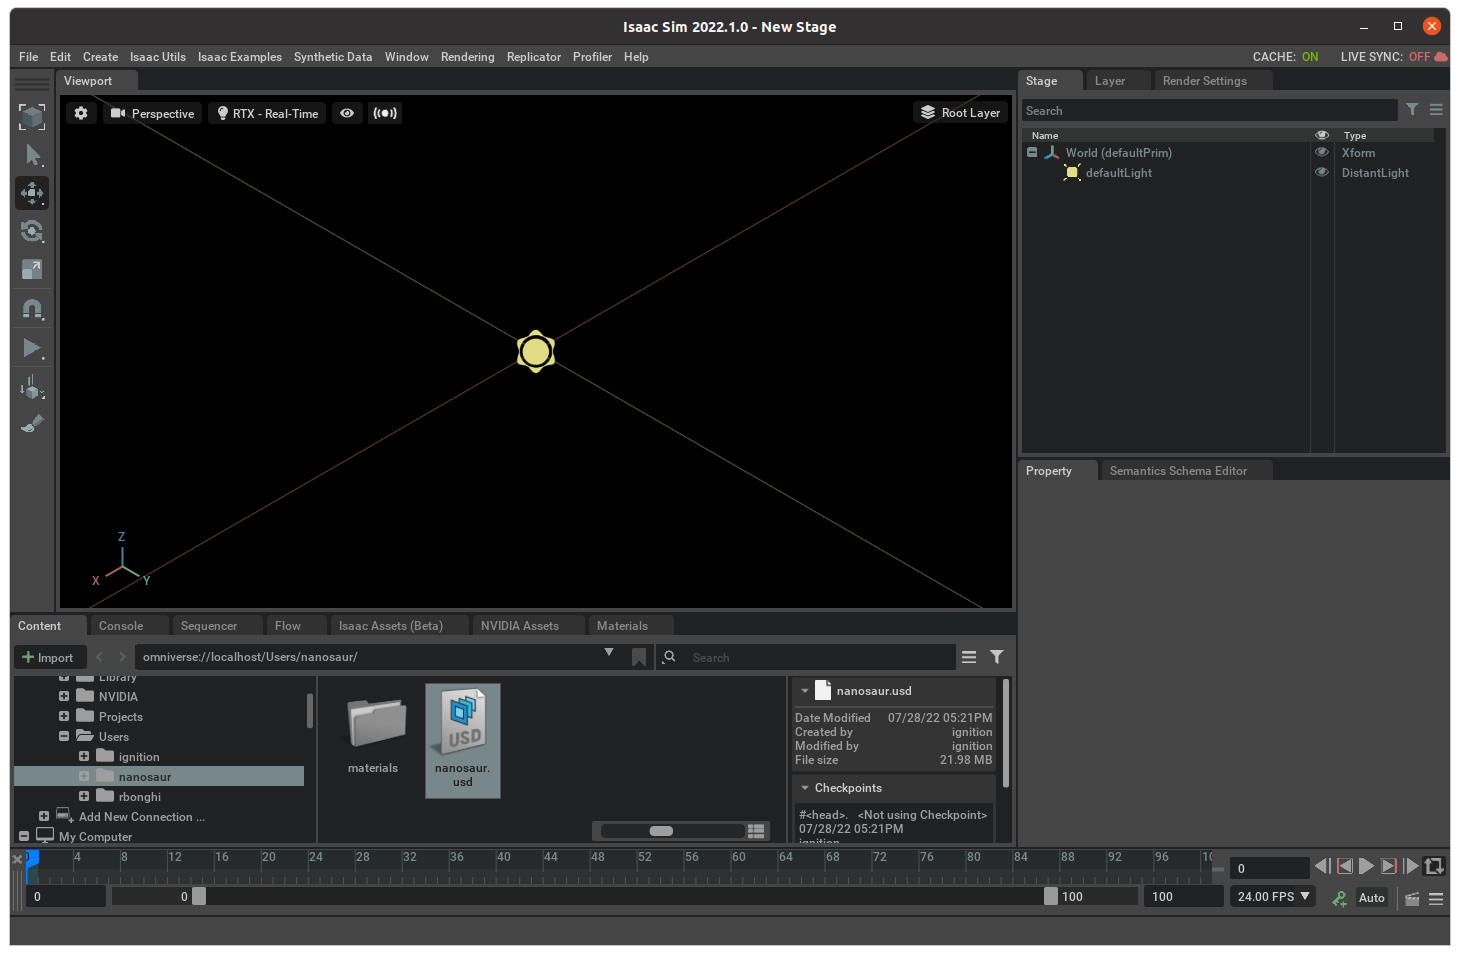 Isaac Sim 2022.1.0 - New Stage
File Edit Create Isaac Utils Isaac Examples Synthetic Data Window Rendering Replicator Profiler Help CACHE: ON LIVE SYNC: OFF
Viewport
Perspective RTX - Real-Time Root Layer
Z
X Y
Stage Layer Render Settings
Search
Name Type
World (defaultPrim) Xform
defaultLight DistantLight
Property Semantics Schema Editor
Content Console Sequencer Flow Isaac Assets (Beta) NVIDIA Assets Materials
Import omniverse://localhost/Users/nanosaur/ Search
Library
NVIDIA
Projects
Users
ignition
nanosaur
rbonghi
Add New Connection ...
My Computer
materials
USD
nanosaur.
usd
nanosaur.usd
Date Modified 07/28/22 05:21PM
Created by ignition
Modified by ignition
File size 21.98 MB
Checkpoints
#<head>. <Not using Checkpoint>
07/28/22 05:21PM
ignition
0 4 8 12 16 20 24 28 32 36 40 44 48 52 56 60 64 68 72 76 80 84 88 92 96 10
0
0 0 100 100 24.00 FPS Auto